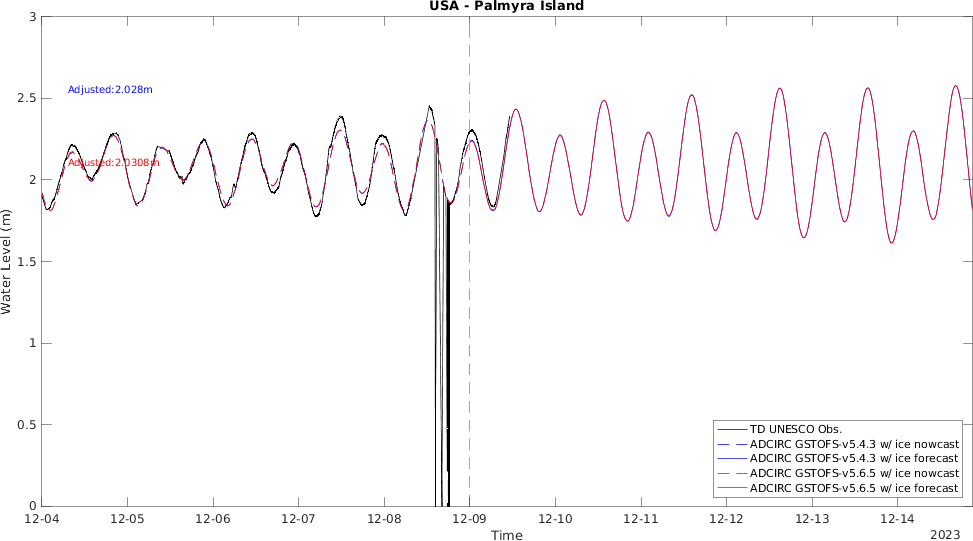 USA - Palmyra Island
3
2.5
2
1.5
1
0.5
0
Water Level (m)
Adjusted:2.028m
Adjusted:2.0308m
TD UNESCO Obs.
ADCIRC GSTOFS-v5.4.3 w/ ice nowcast
ADCIRC GSTOFS-v5.4.3 w/ ice forecast
ADCIRC GSTOFS-v5.6.5 w/ ice nowcast
ADCIRC GSTOFS-v5.6.5 w/ ice forecast
12-04 12-05 12-06 12-07 12-08 12-09 12-10 12-11 12-12 12-13 12-14
Time
2023